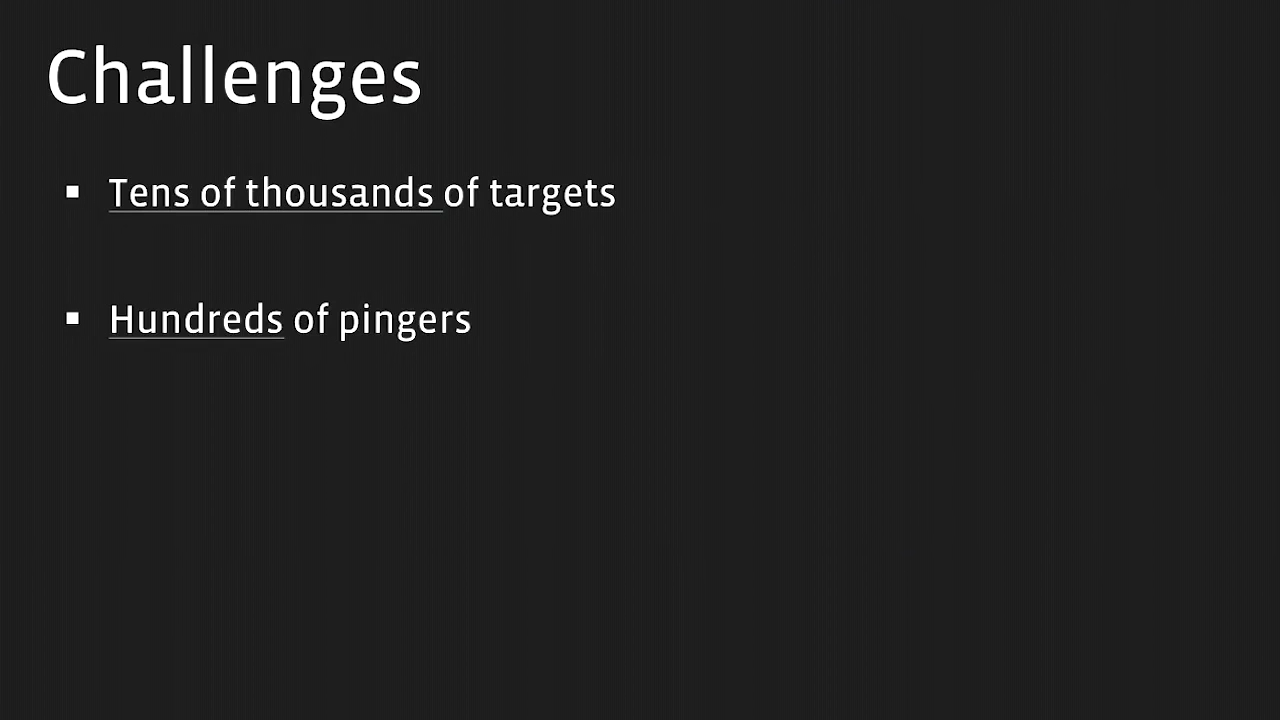 Challenges
▪ Tens of thousands of targets
▪ Hundreds of pingers